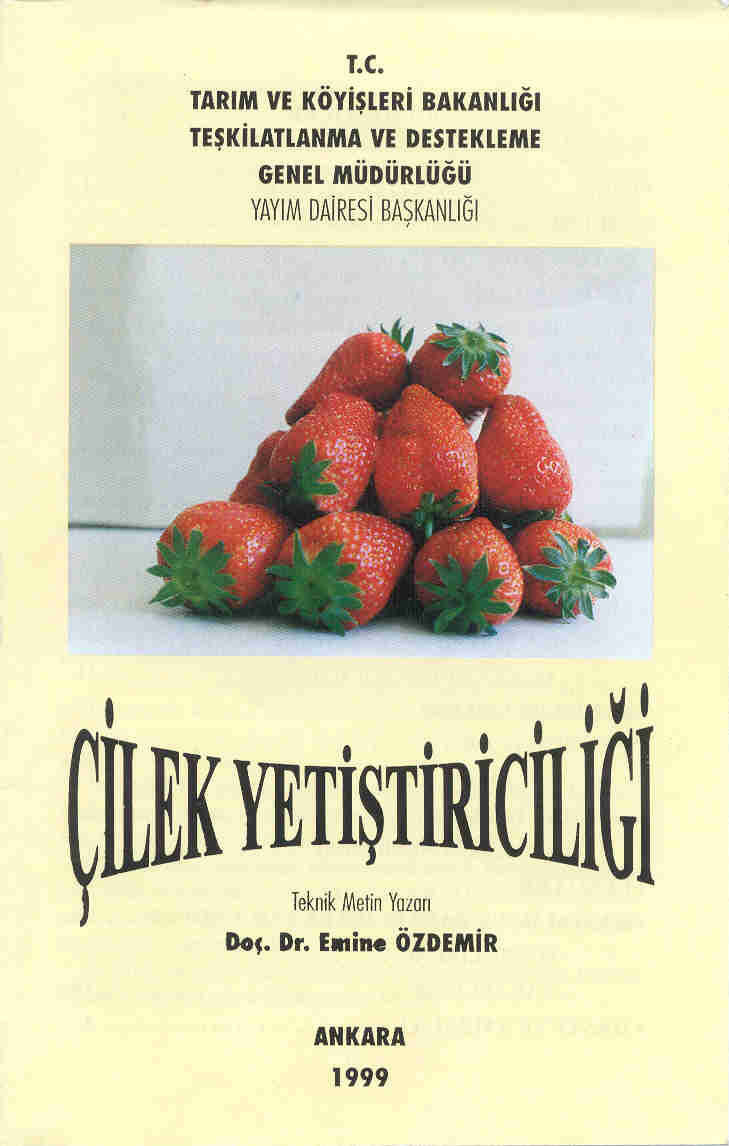 T.C.
TARIM VE KÖYİŞLERİ BAKANLIĞI
TEŞKİLATLANMA VE DESTEKLEME
GENEL MÜDÜRLÜĞÜ
YAYIM DAİRESİ BAŞKANLIĞI
ÇİLEK YETİŞTİRİCİLİĞİ
Teknik Metin Yazarı
Doç. Dr. Emine ÖZDEMİR
ANKARA
1999